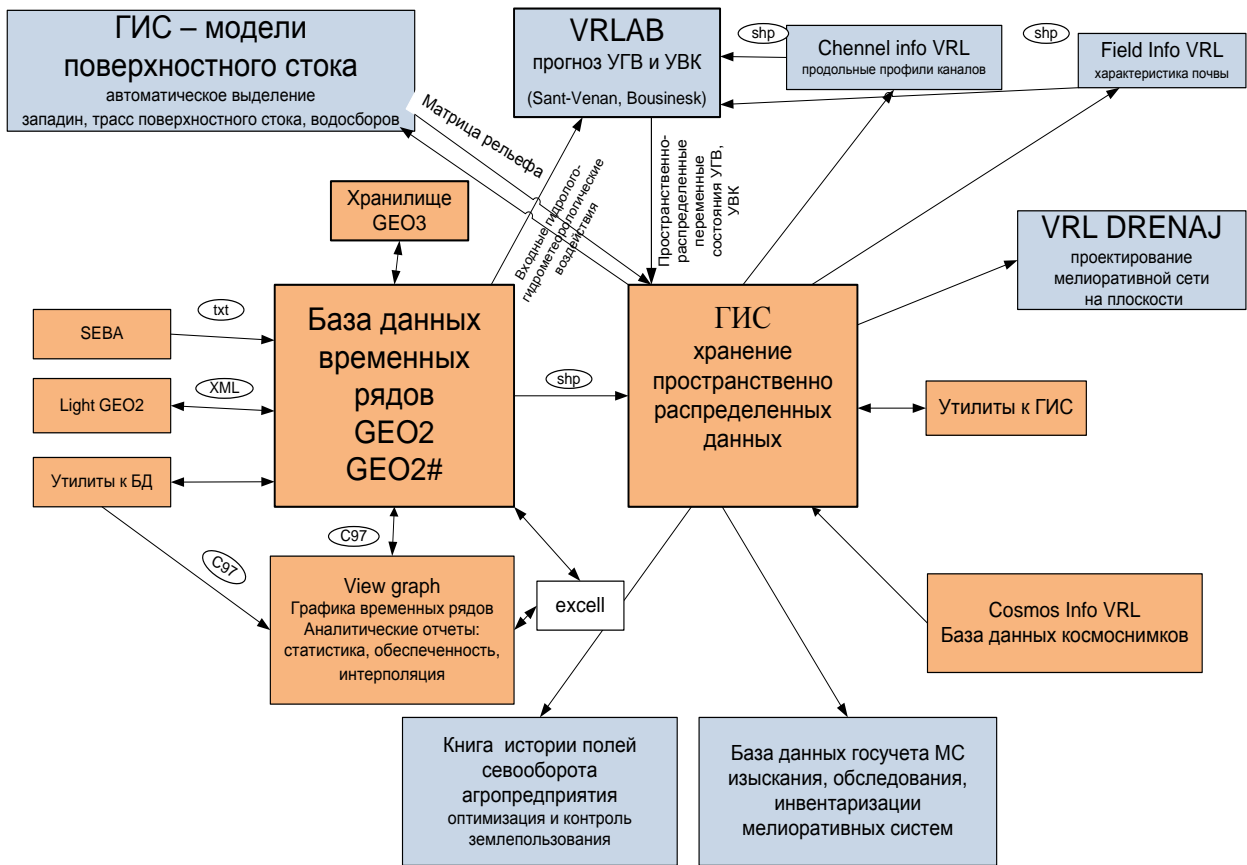 ГИС – модели
поверхностного стока
автоматическое выделение
западин, трасс поверхностного стока, водосборов
VRLAB
прогноз УГВ и УВК
(Sant-Venan, Bousinesk)
shp
Chennel info VRL
продольные профили каналов
shp
Field Info VRL
характеристика почвы
Матрица рельефа
Входные гидролого-
гидрометеорологические
воздействия
Пространственно-
распределенные
переменные
состояния УГВ,
УВК
Хранилище
GEO3
VRL DRENAJ
проектирование
мелиоративной сети
на плоскости
SEBA
txt
Light GEO2
XML
Утилиты к БД
База данных
временных
рядов
GEO2
GEO2#
shp
ГИС
хранение
пространственно
распределенных
данных
Утилиты к ГИС
C97
C97
View graph
Графика временных рядов
Аналитические отчеты:
статистика, обеспеченность,
интерполяция
excell
Cosmos Info VRL
База данных космоснимков
Книга истории полей
севооборота
агропредприятия
оптимизация и контроль
землепользования
База данных госучета МС
изыскания, обследования,
инвентаризации
мелиоративных систем